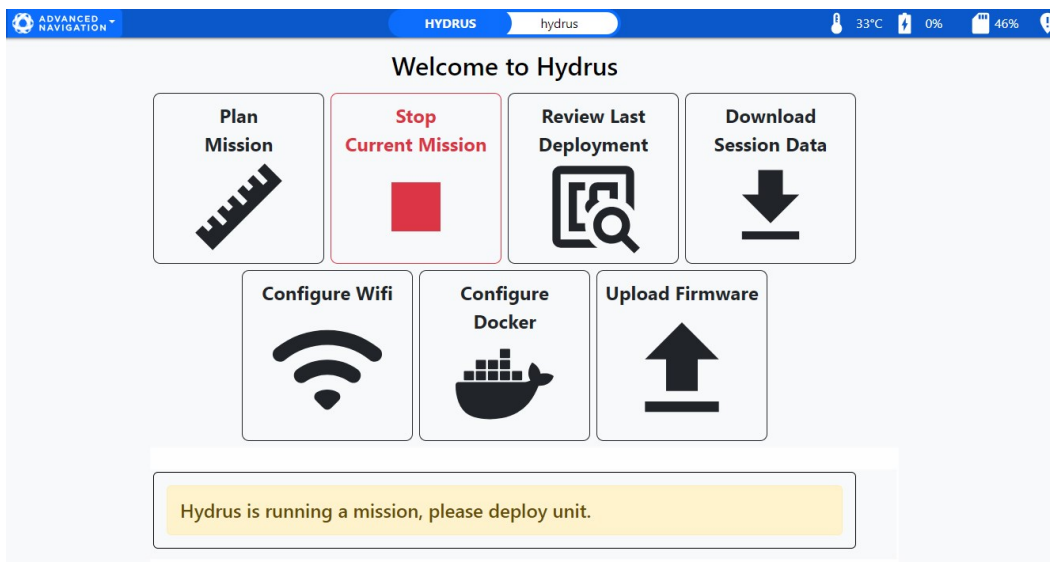 ADVANCED
NAVIGATION
HYDRUS hydrus 33°C 0% 46%
Welcome to Hydrus
Plan
Mission
Stop
Current Mission
Review Last
Deployment
Download
Session Data
Configure Wifi
Configure
Docker
Upload Firmware
Hydrus is running a mission, please deploy unit.